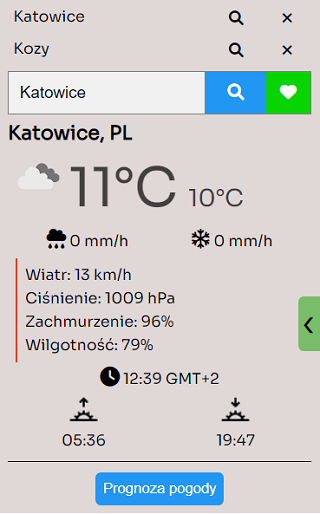 Katowice
Kozy
Katowice
Katowice, PL
11°C 10°C
0 mm/h 0 mm/h
Wiatr: 13 km/h
Ciśnienie: 1009 hPa
Zachmurzenie: 96%
Wilgotność: 79%
12:39 GMT+2
05:36 19:47
Prognoza pogody